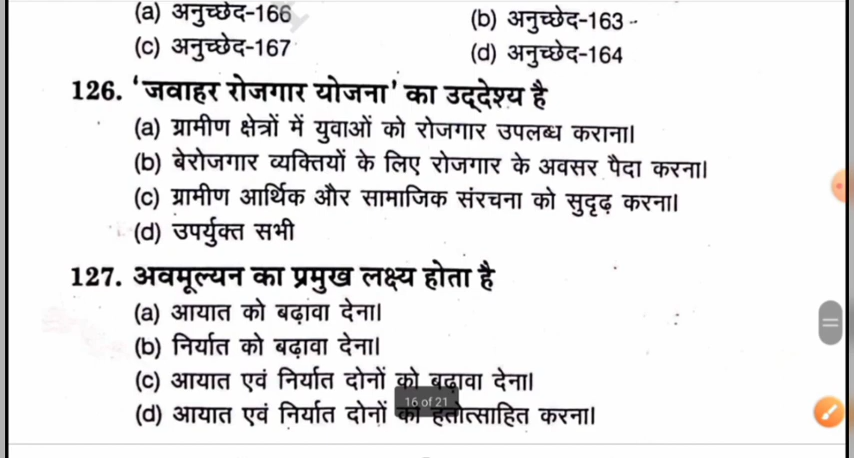 (a) अनुच्छेद-166 (b) अनुच्छेद-163
(c) अनुच्छेद-167 (d) अनुच्छेद-164
126. 'जवाहर रोजगार योजना' का उद्देश्य है
(a) ग्रामीण क्षेत्रों में युवाओं को रोजगार उपलब्ध कराना।
(b) बेरोजगार व्यक्तियों के लिए रोजगार के अवसर पैदा करना।
(c) ग्रामीण आर्थिक और सामाजिक संरचना को सुदृढ़ करना।
(d) उपर्युक्त सभी
127. अवमूल्यन का प्रमुख लक्ष्य होता है
(a) आयात को बढ़ावा देना।
(b) निर्यात को बढ़ावा देना।
(c) आयात एवं निर्यात दोनों को बढ़ावा देना।
16 of 21
(d) आयात एवं निर्यात दोनों को हतोत्साहित करना।